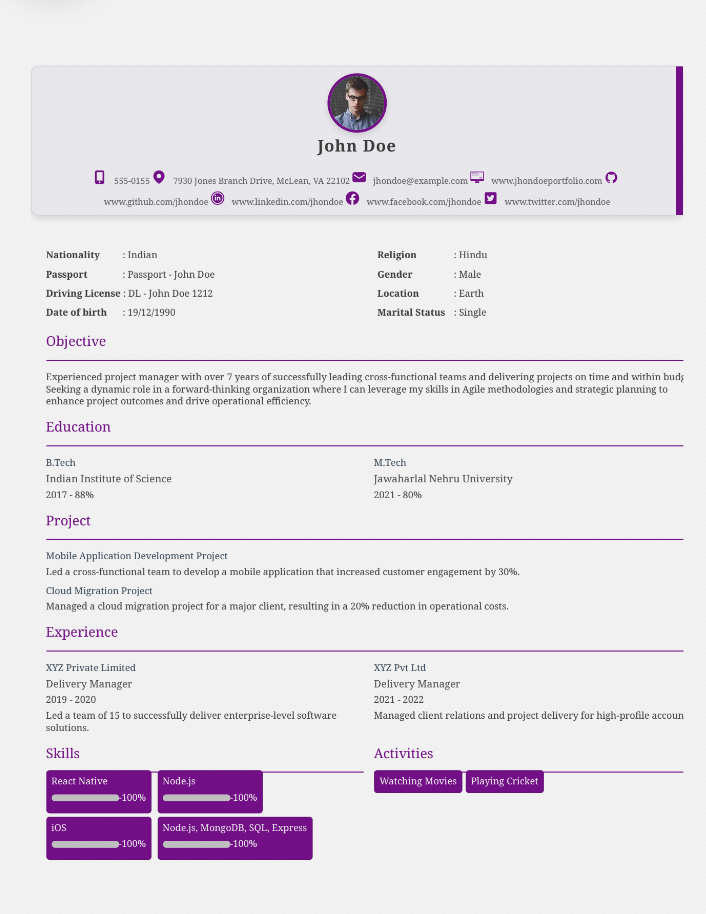 John Doe
555-0155 7930 Jones Branch Drive, McLean, VA 22102 jhondoe@example.com www.jhondoeportfolio.com
www.github.com/jhondoe www.linkedin.com/jhondoe www.facebook.com/jhondoe www.twitter.com/jhondoe
Nationality : Indian
Religion : Hindu
Passport : Passport - John Doe
Gender : Male
Driving License : DL - John Doe 1212
Location : Earth
Date of birth : 19/12/1990
Marital Status : Single
Objective
Experienced project manager with over 7 years of successfully leading cross-functional teams and delivering projects on time and within
Seeking a dynamic role in a forward-thinking organization where I can leverage my skills in Agile methodologies and strategic planning to
enhance project outcomes and drive operational efficiency.
Education
B.Tech
Indian Institute of Science
2017 - 88%
M.Tech
Jawaharlal Nehru University
2021 - 80%
Project
Mobile Application Development Project
Led a cross-functional team to develop a mobile application that increased customer engagement by 30%.
Cloud Migration Project
Managed a cloud migration project for a major client, resulting in a 20% reduction in operational costs.
Experience
XYZ Private Limited
Delivery Manager
2019 - 2020
Led a team of 15 to successfully deliver enterprise-level software
solutions.
XYZ Pvt Ltd
Delivery Manager
2021 - 2022
Managed client relations and project delivery for high-profile accoun
Skills
React Native
-100%
Node.js
-100%
iOS
-100%
Node.js, MongoDB, SQL, Express
-100%
Activities
Watching Movies
Playing Cricket